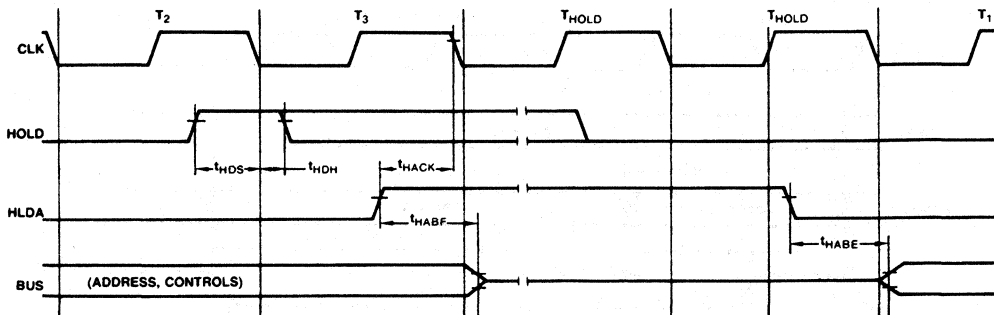 T2 T3 THOLD THOLD T1
CLK
HOLD
tHDS tHDH tHACK
HLDA
tHABF tHABE
BUS (ADDRESS, CONTROLS)